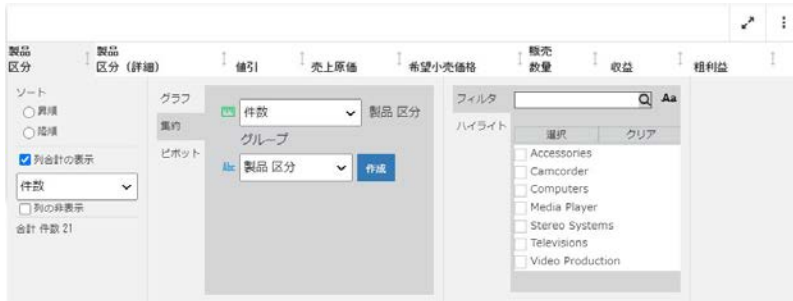 製品
区分
製品
区分 (詳細)
値引
売上原価
希望小売価格
販売
数量
収益
粗利益
ソート
昇順
降順
列合計の表示
件数
列の非表示
合計 件数 21
グラフ
集約
ピボット
件数
製品 区分
グループ
Abc
製品 区分
作成
フィルタ
ハイライト
Aa
選択
クリア
Accessories
Camcorder
Computers
Media Player
Stereo Systems
Televisions
Video Production